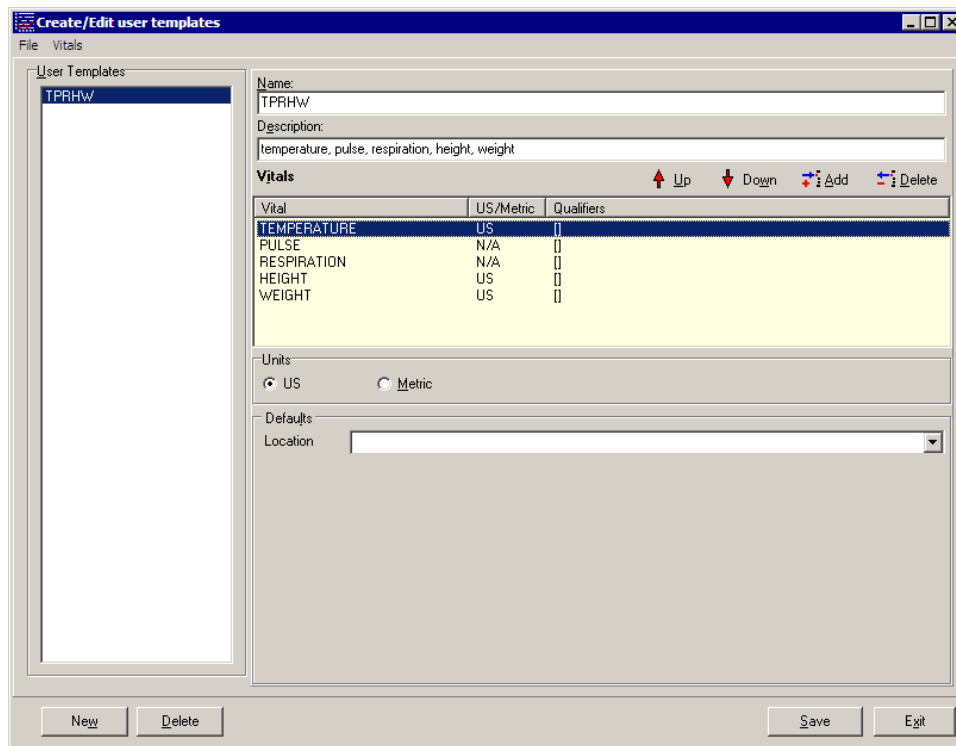 Create/Edit user templates
File Vitals
User Templates
TPRHW
Name:
TPRHW
Description:
temperature, pulse, respiration, height, weight
Vitals Up Down Add Delete
Vital US/Metric Qualifiers
TEMPERATURE US []
PULSE N/A []
RESPIRATION N/A []
HEIGHT US []
WEIGHT US []
Units
US Metric
Defaults
Location
New Delete Save Exit